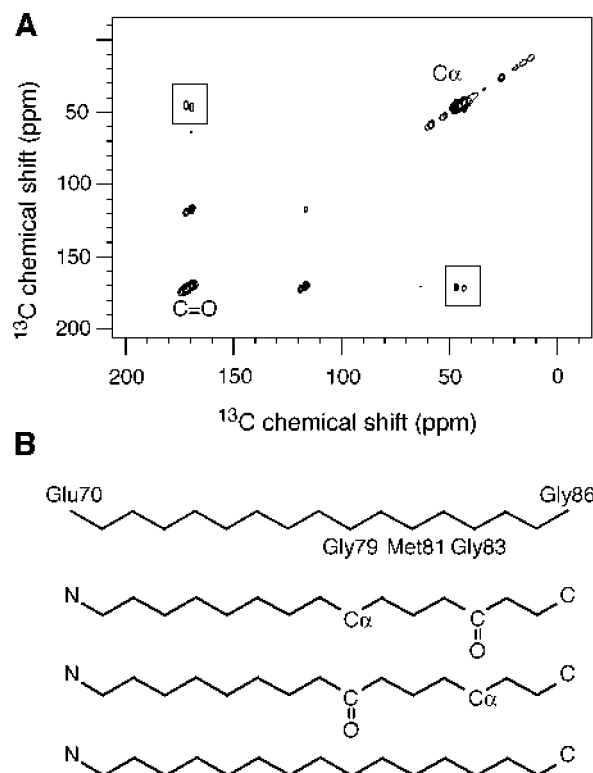 A
Cα
50
100
150
200
C=O
13C chemical shift (ppm)
200 150 100 50 0
13C chemical shift (ppm)
B
Glu70 Gly86
Gly79 Met81 Gly83
N C
Cα C
O
N C
C Cα
O
N C